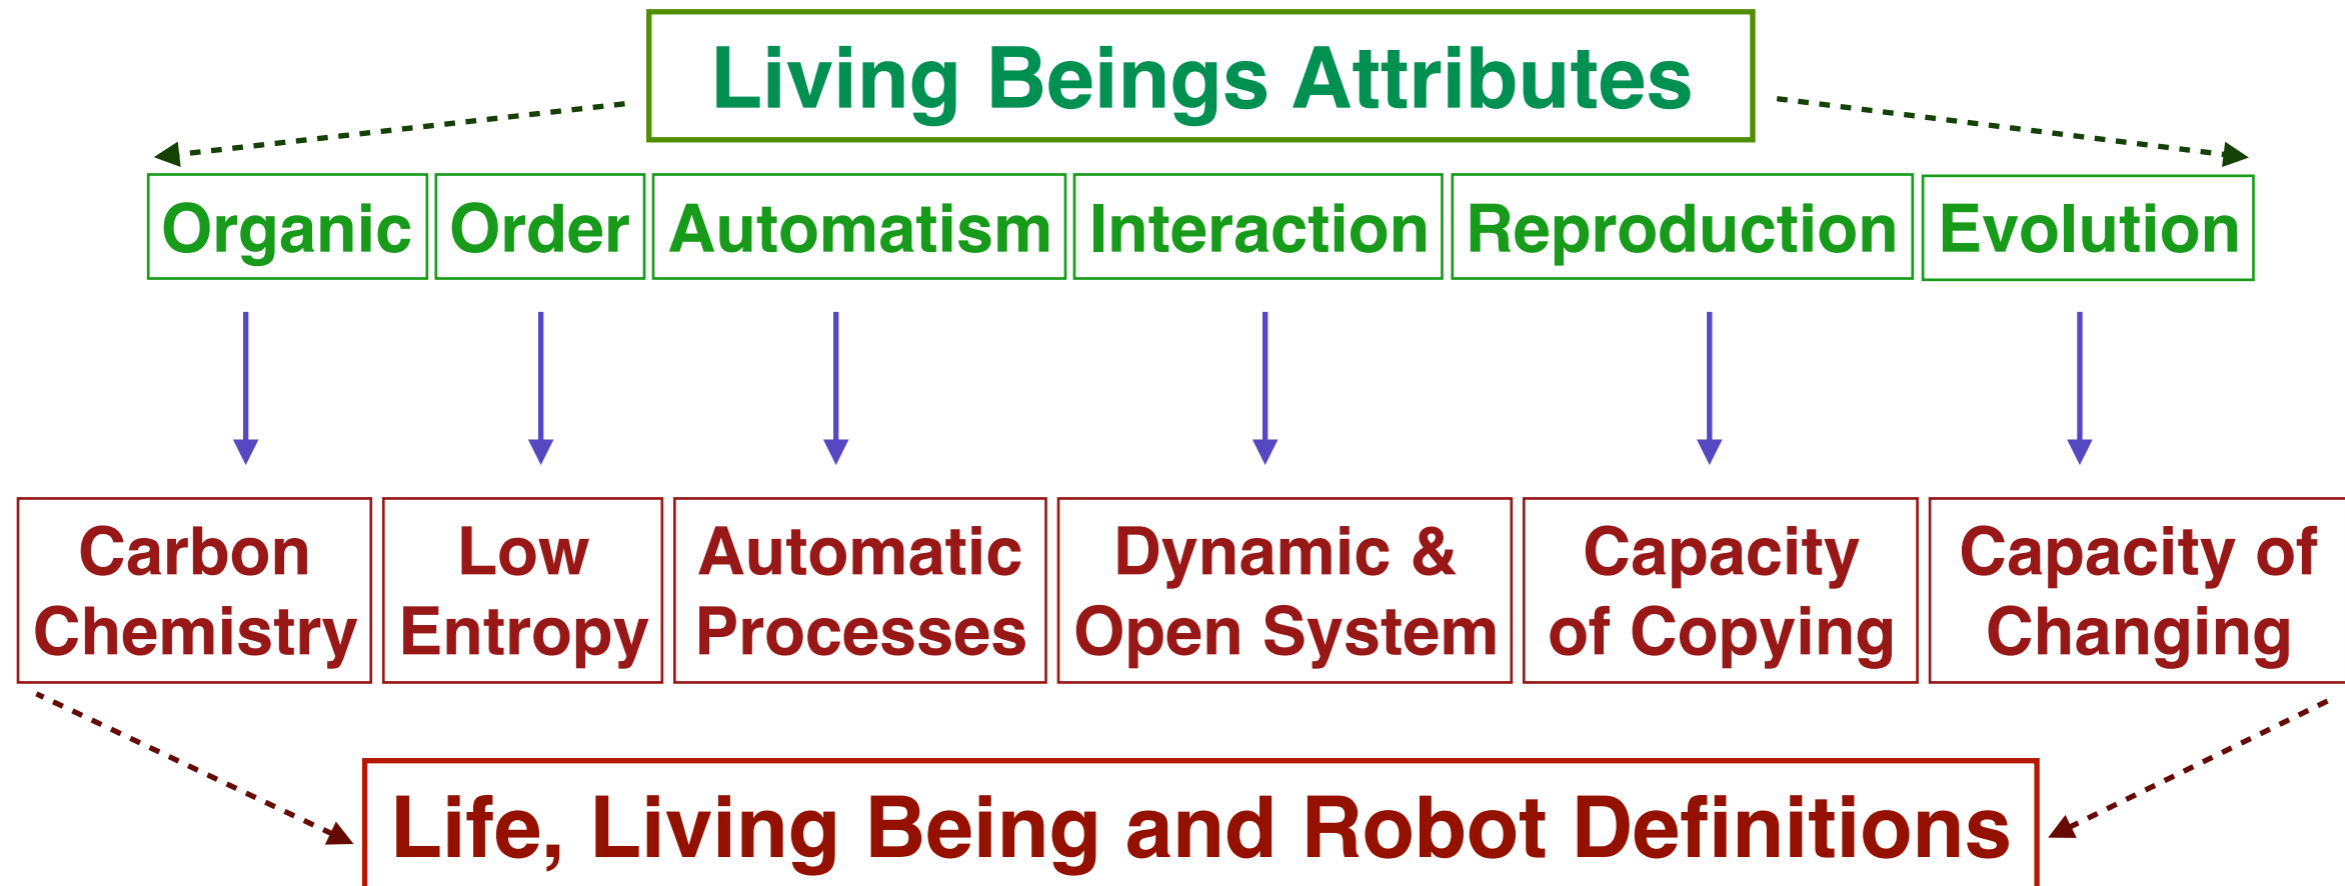 Living Beings Attributes
Organic Order Automatism Interaction Reproduction Evolution
Carbon
Chemistry
Low
Entropy
Automatic
Processes
Dynamic &
Open System
Capacity
of Copying
Capacity of
Changing
Life, Living Being and Robot Definitions